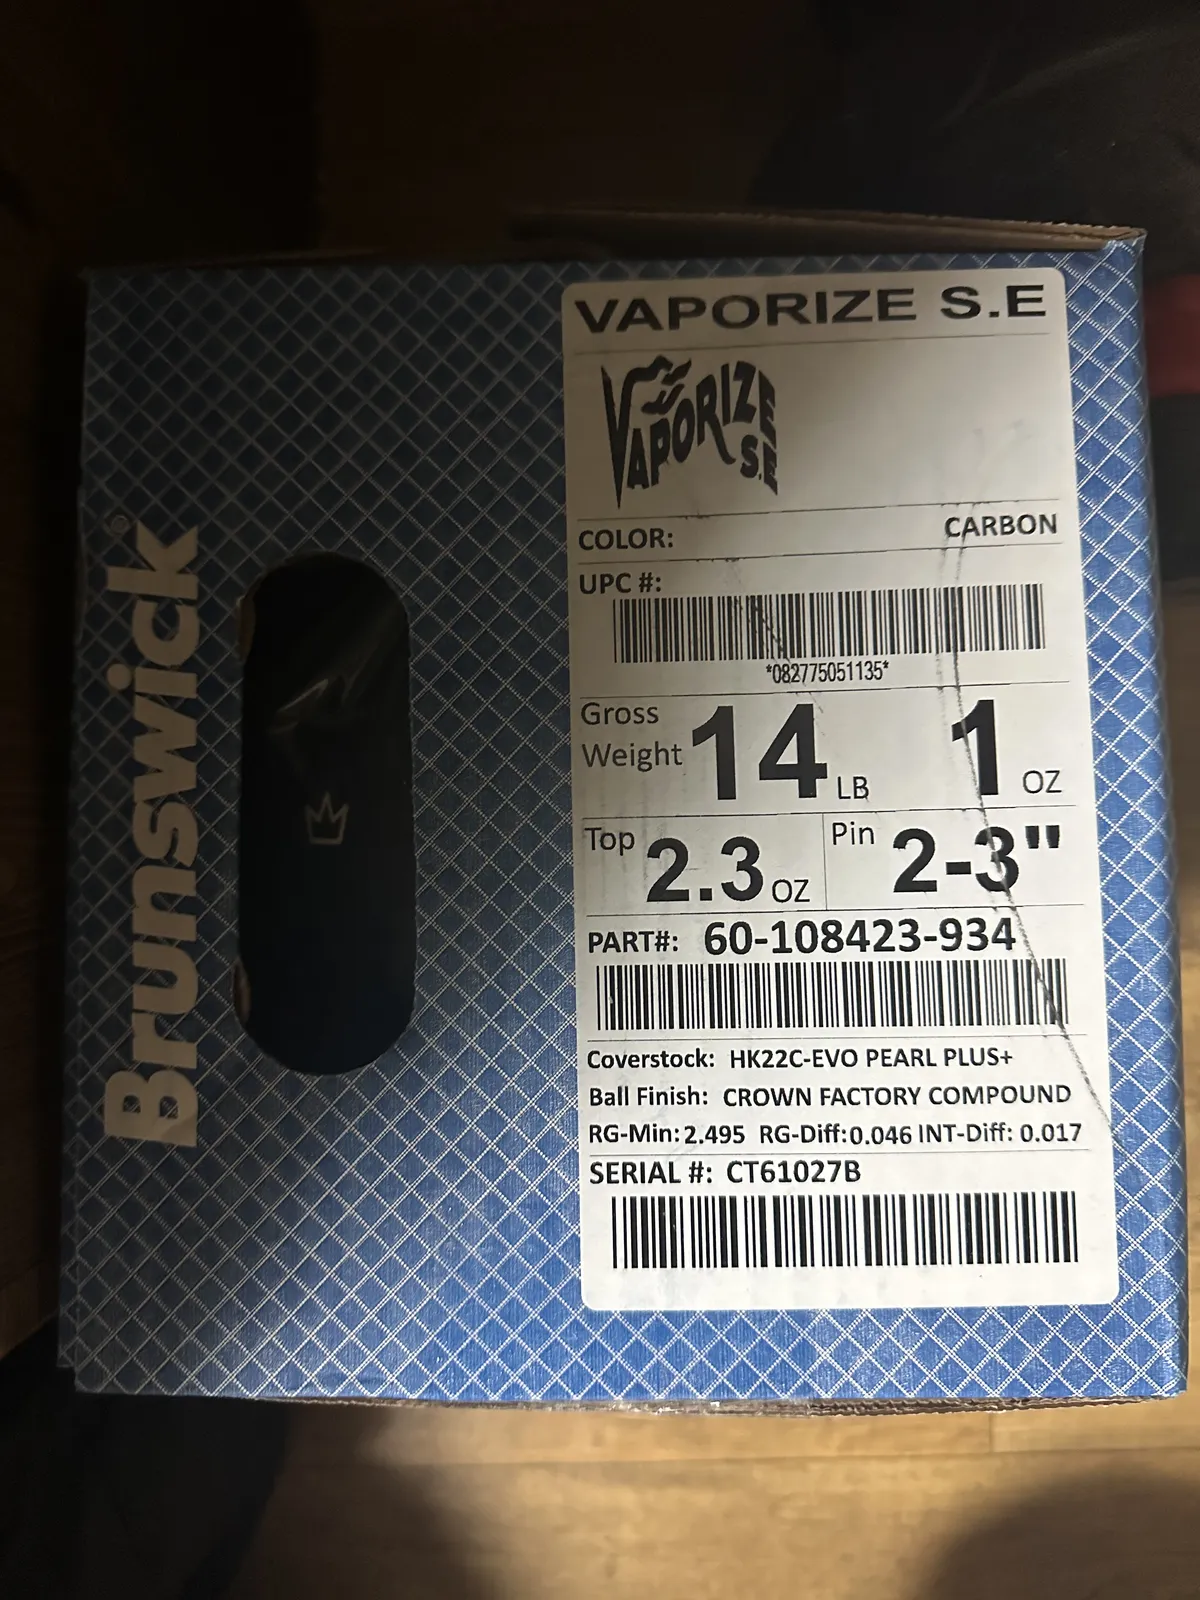 Brunswick®
VAPORIZE S.E
VAPORIZE
S.E
COLOR: CARBON
UPC #:
*082775051135*
Gross Weight 14 LB 1 OZ
Top 2.3 OZ Pin 2-3"
PART#: 60-108423-934
Coverstock: HK22C-EVO PEARL PLUS+
Ball Finish: CROWN FACTORY COMPOUND
RG-Min: 2.495 RG-Diff:0.046 INT-Diff: 0.017
SERIAL #: CT61027B